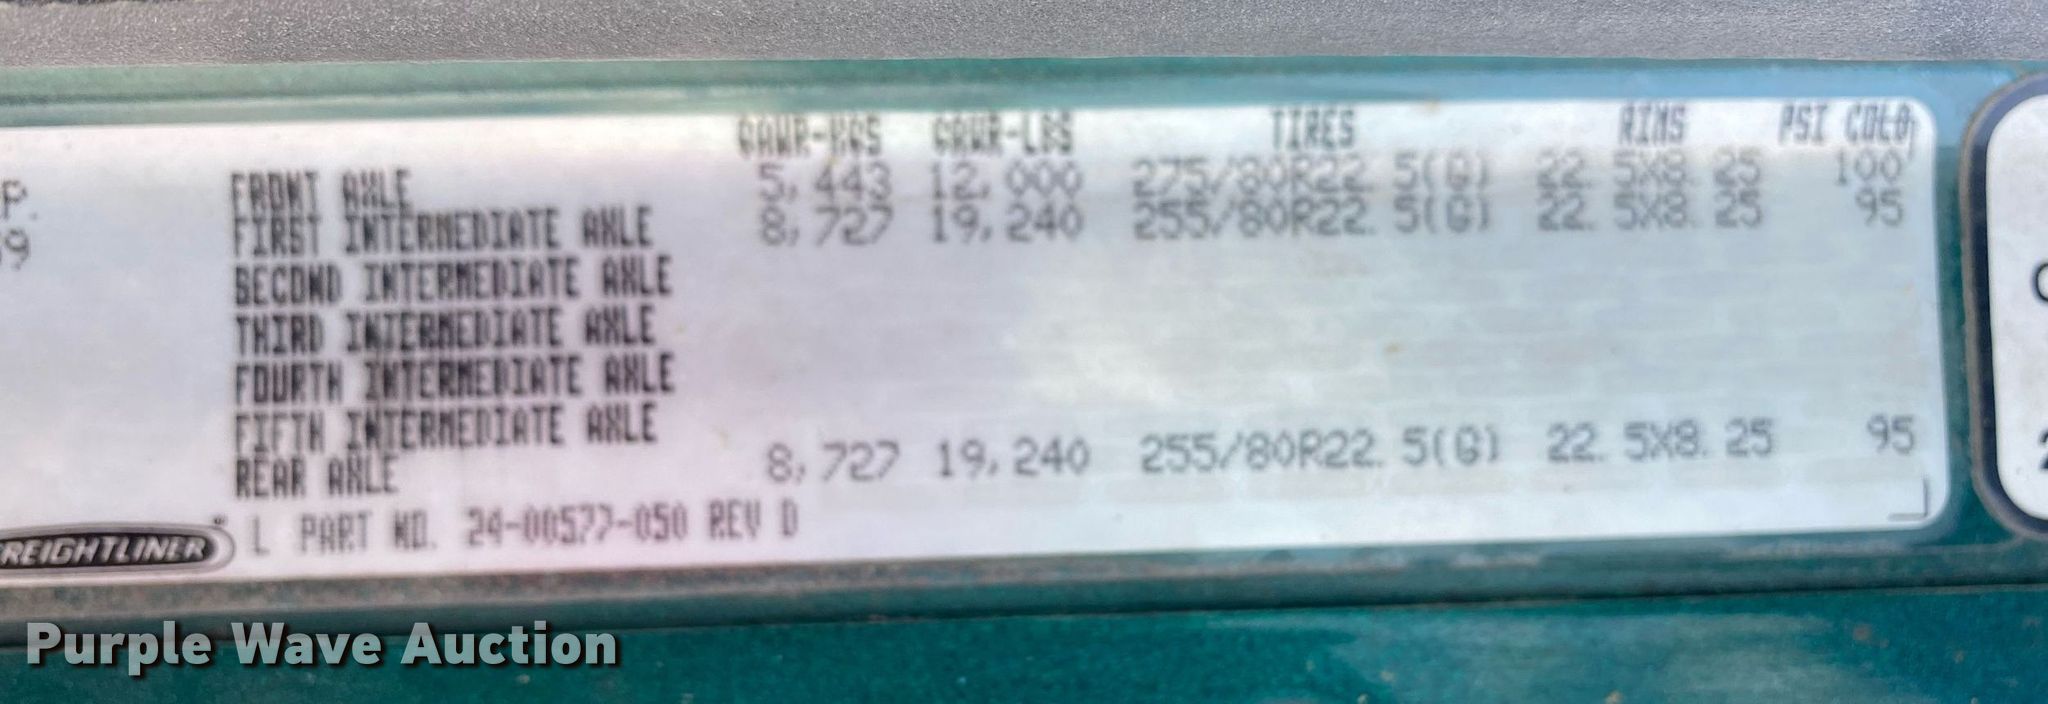 GAWR-KGS GAWR-LBS TIRES RIMS PSI COLD
FRONT AXLE 5,443 12,000 275/80R22.5(G) 22.5X8.25 100
FIRST INTERMEDIATE AXLE 8,727 19,240 255/80R22.5(G) 22.5X8.25 95
SECOND INTERMEDIATE AXLE
THIRD INTERMEDIATE AXLE
FOURTH INTERMEDIATE AXLE
FIFTH INTERMEDIATE AXLE
REAR AXLE 8,727 19,240 255/80R22.5(G) 22.5X8.25 95
L PART NO. 24-00577-050 REV D
REIGHTLINER
Purple Wave Auction